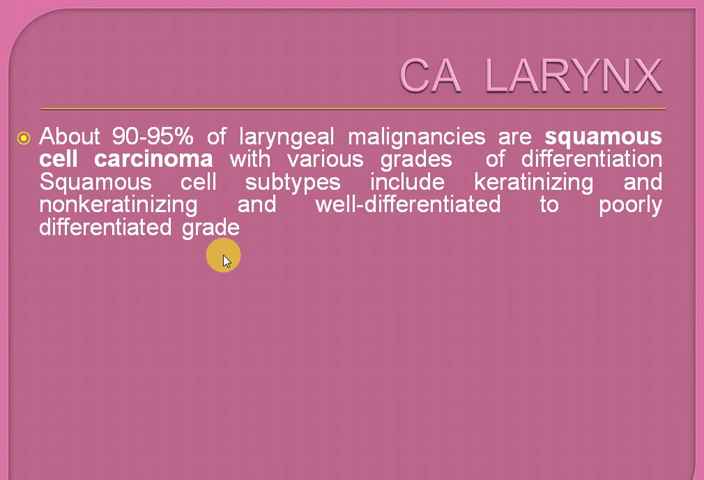 CA LARYNX
About 90-95% of laryngeal malignancies are squamous
cell carcinoma with various grades of differentiation
Squamous cell subtypes include keratinizing and
nonkeratinizing and well-differentiated to poorly
differentiated grade